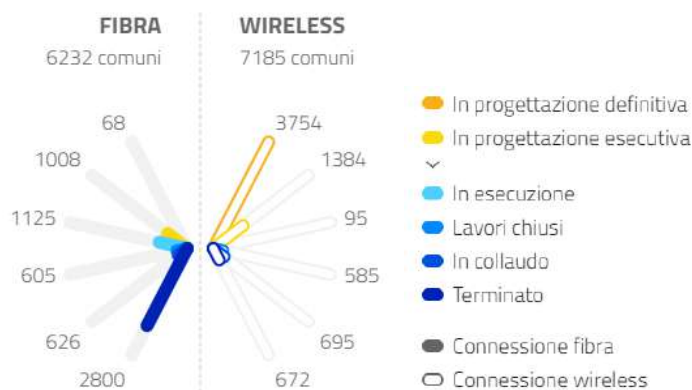 FIBRA
6232 comuni
WIRELESS
7185 comuni
68
1008
1125
605
626
2800
3754
1384
95
585
695
672
In progettazione definitiva
In progettazione esecutiva
In esecuzione
Lavori chiusi
In collaudo
Terminato
Connessione fibra
Connessione wireless